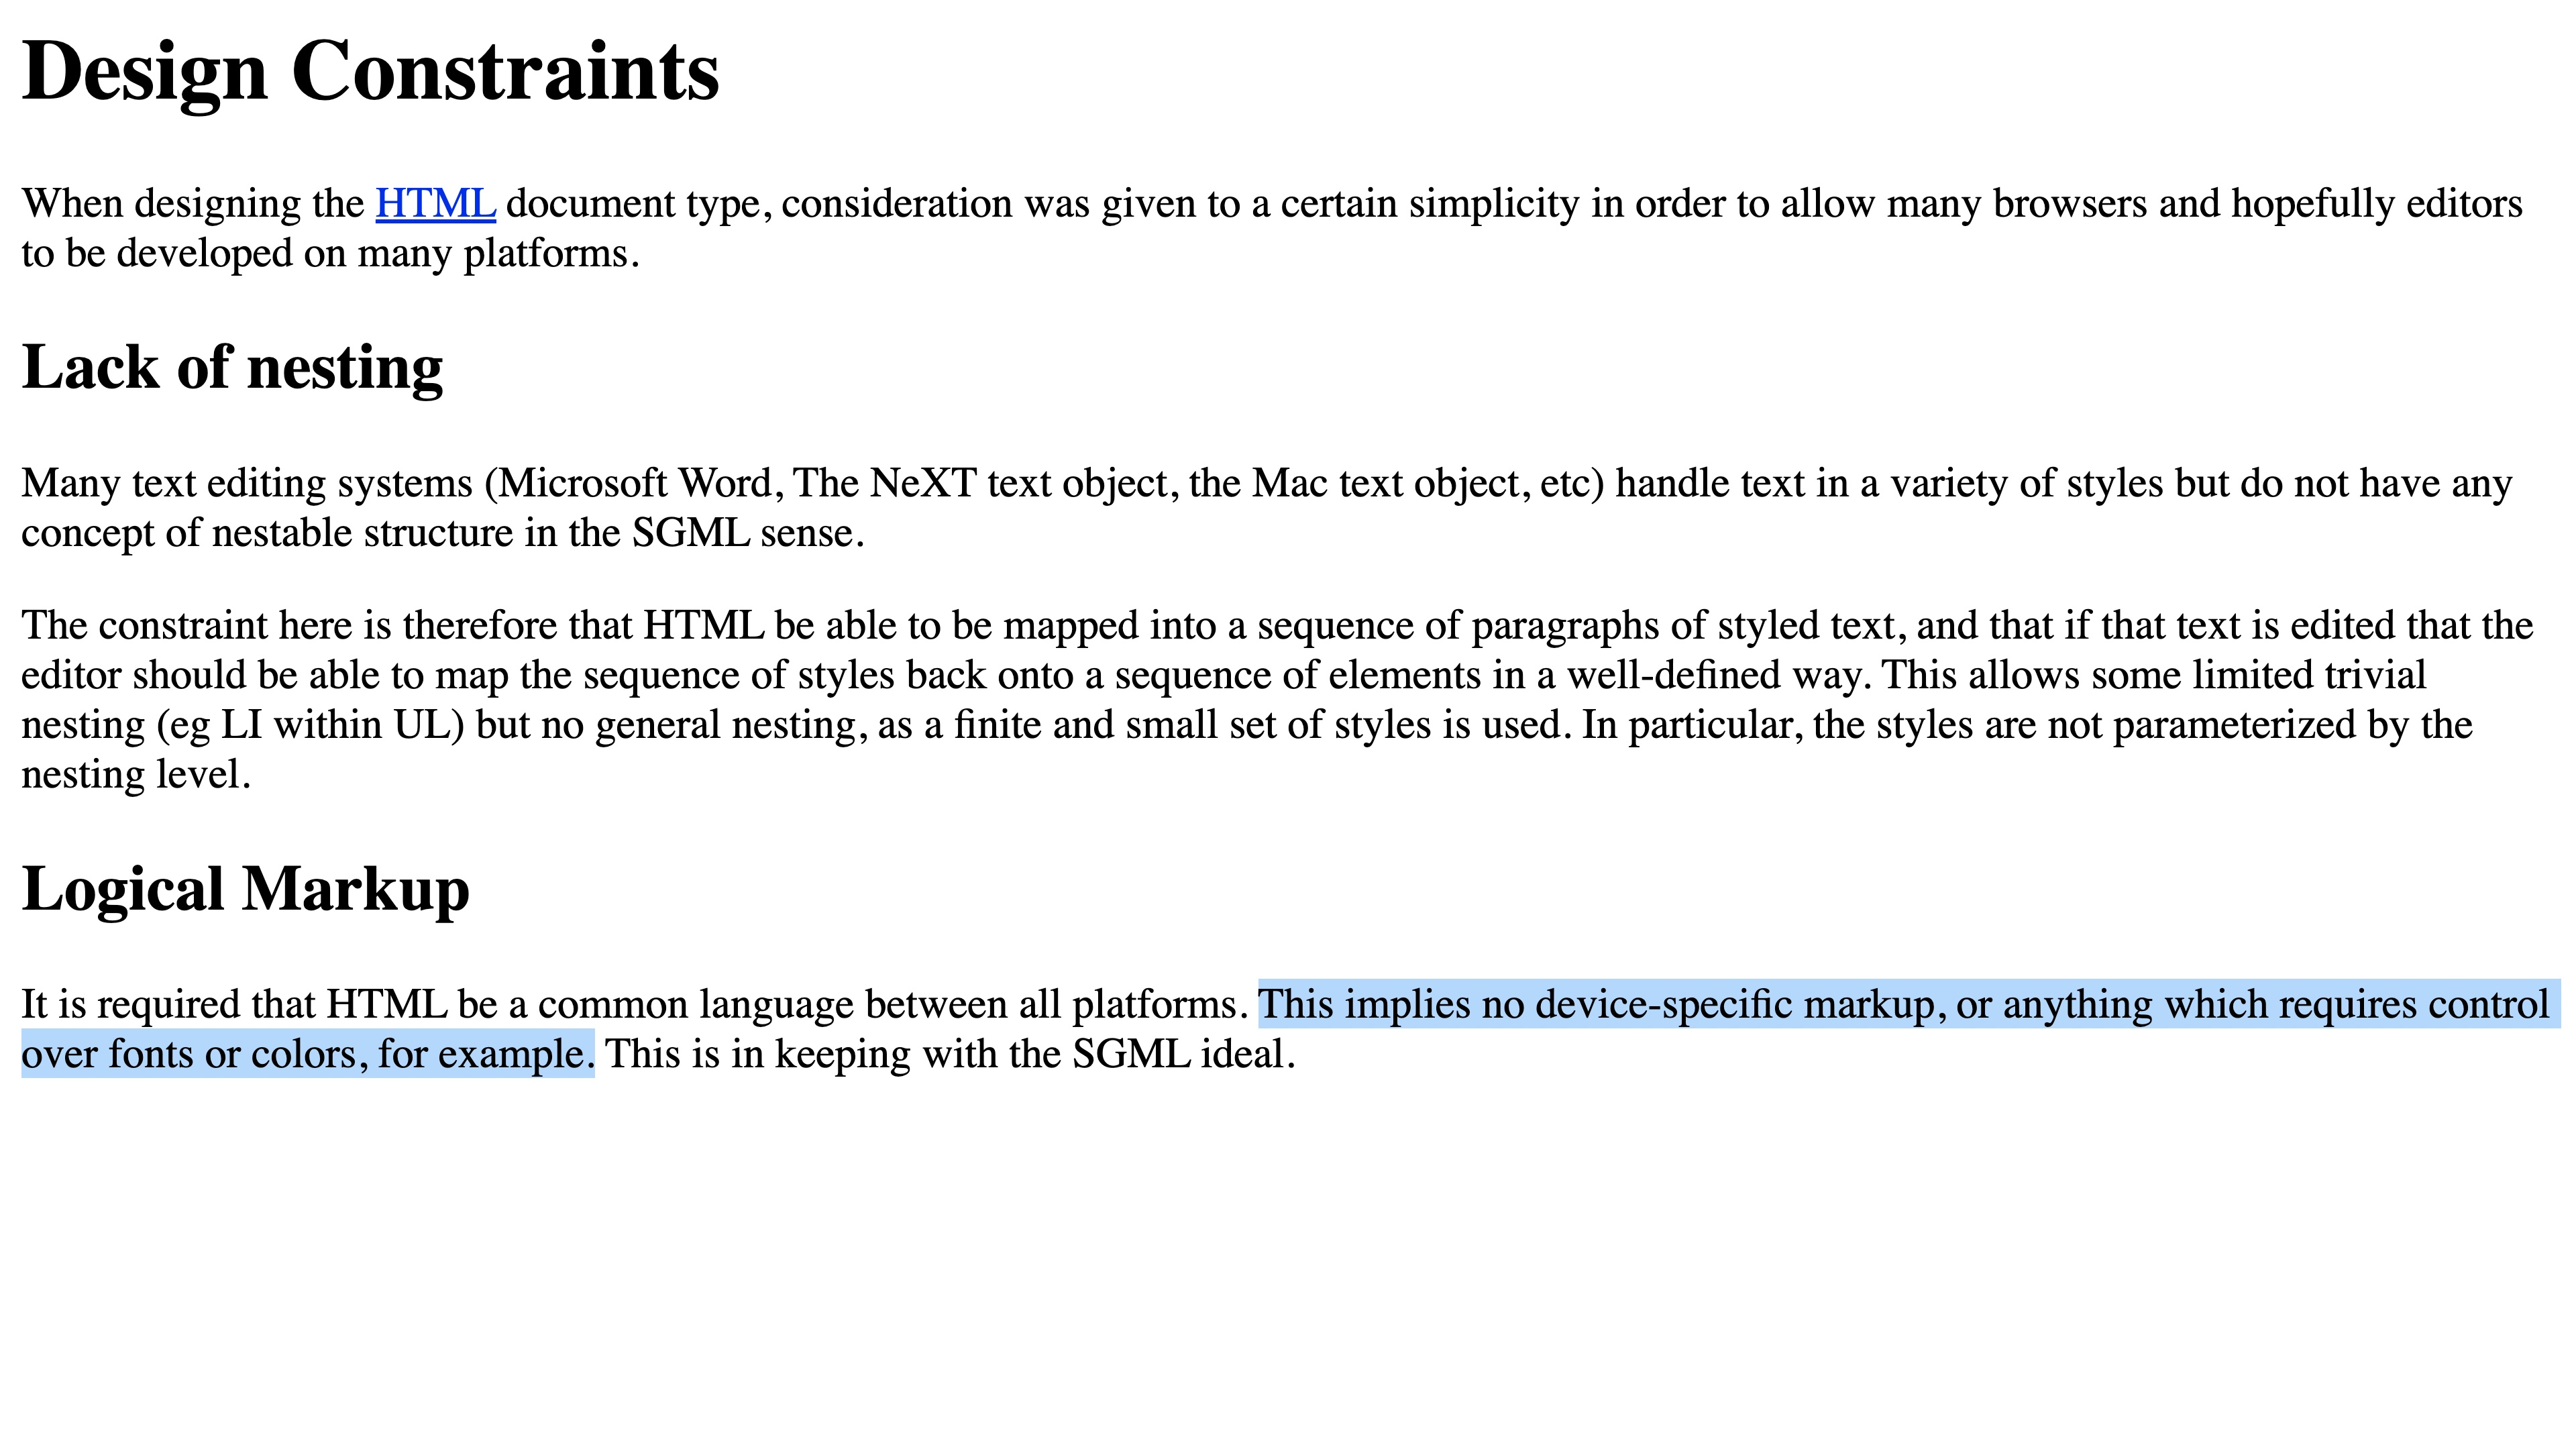 Design Constraints
When designing the HTML document type, consideration was given to a certain simplicity in order to allow many browsers and hopefully editors
to be developed on many platforms.
Lack of nesting
Many text editing systems (Microsoft Word, The NeXT text object, the Mac text object, etc) handle text in a variety of styles but do not have any
concept of nestable structure in the SGML sense.
The constraint here is therefore that HTML be able to be mapped into a sequence of paragraphs of styled text, and that if that text is edited that the
editor should be able to map the sequence of styles back onto a sequence of elements in a well-defined way. This allows some limited trivial
nesting (eg LI within UL) but no general nesting, as a finite and small set of styles is used. In particular, the styles are not parameterized by the
nesting level.
Logical Markup
It is required that HTML be a common language between all platforms. This implies no device-specific markup, or anything which requires control
over fonts or colors, for example. This is in keeping with the SGML ideal.